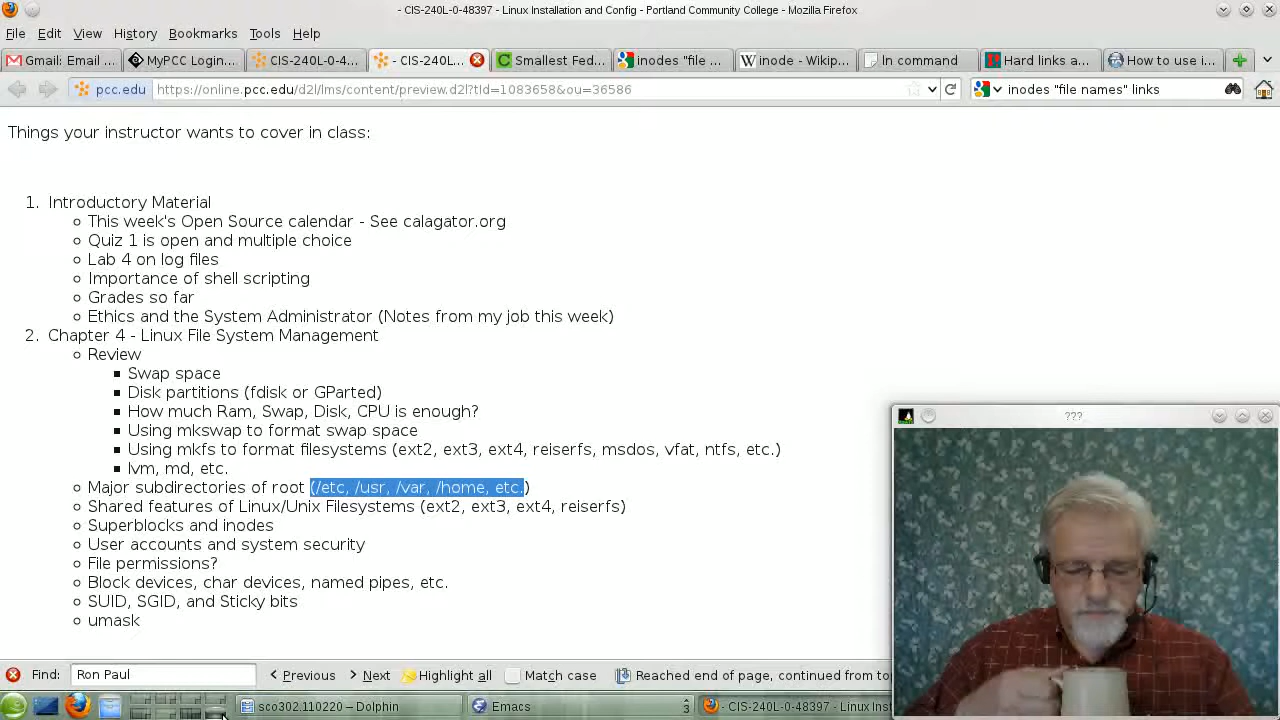 - CIS-240L-0-48397 - Linux Installation and Config - Portland Community College - Mozilla Firefox
File Edit View History Bookmarks Tools Help
Gmail: Email ... MyPCC Login... CIS-240L-0-4... - CIS-240L... Smallest Fed... inodes "file ... inode - Wikip... In command Hard links a... How to use i...
pcc.edu https://online.pcc.edu/d2l/lms/content/preview.d2l?tId=1083659&ou=36586 inodes "file names" links
Things your instructor wants to cover in class:
1. Introductory Material
This week's Open Source calendar - See calagator.org
Quiz 1 is open and multiple choice
Lab 4 on log files
Importance of shell scripting
Grades so far
Ethics and the System Administrator (Notes from my job this week)
2. Chapter 4 - Linux File System Management
Review
Swap space
Disk partitions (fdisk or GParted)
How much Ram, Swap, Disk, CPU is enough?
Using mkswap to format swap space
Using mkfs to format filesystems (ext2, ext3, ext4, reiserfs, msdos, vfat, ntfs, etc.)
lvm, md, etc.
Major subdirectories of root (/etc, /usr, /var, /home, etc.)
Shared features of Linux/Unix Filesystems (ext2, ext3, ext4, reiserfs)
Superblocks and inodes
User accounts and system security
File permissions?
Block devices, char devices, named pipes, etc.
SUID, SGID, and Sticky bits
umask
???
Find: Ron Paul Previous Next Highlight all Match case Reached end of page, continued from to
sco302.110220 – Dolphin Emacs 3 - CIS-240L-0-48397 - Linux Inst